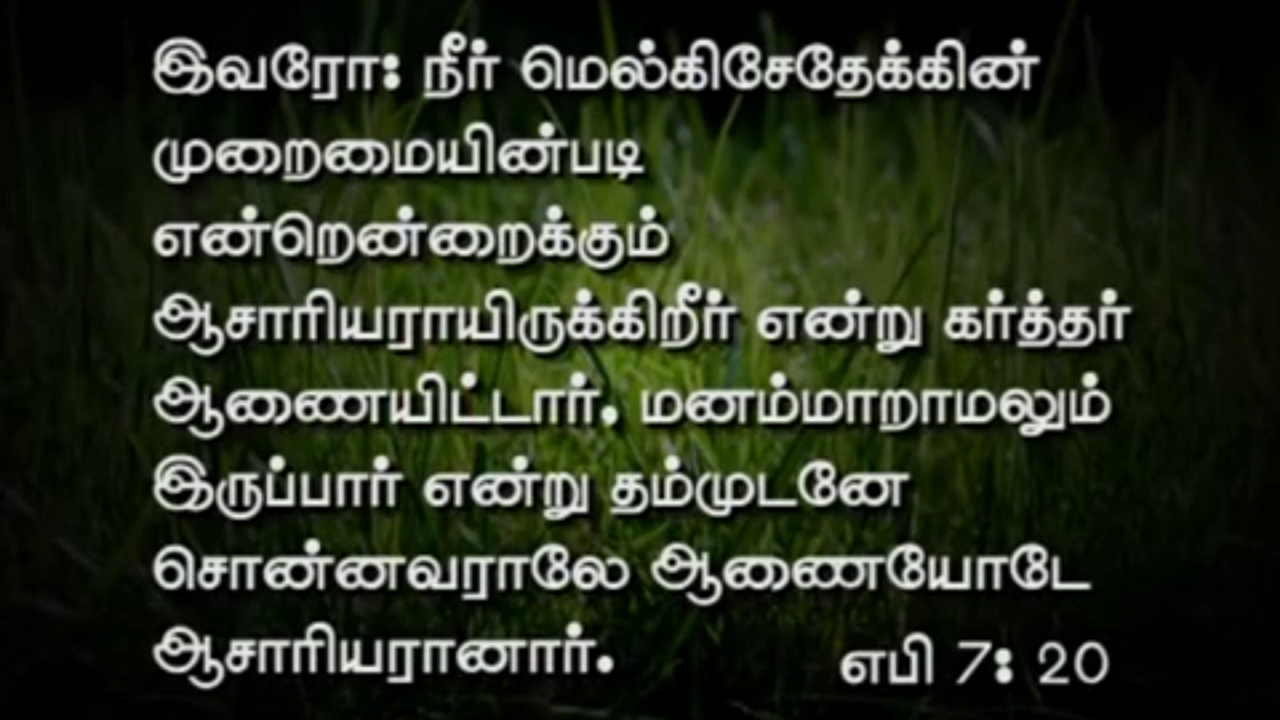 இவரோ: நீர் மெல்கிசேதேக்கின்
முறைமையின்படி
என்றென்றைக்கும்
ஆசாரியராயிருக்கிறீர் என்று கர்த்தர்
ஆணையிட்டார், மனம்மாறாமலும்
இருப்பார் என்று தம்முடனே
சொன்னவராலே ஆணையோடே
ஆசாரியரானார். எபி 7: 20